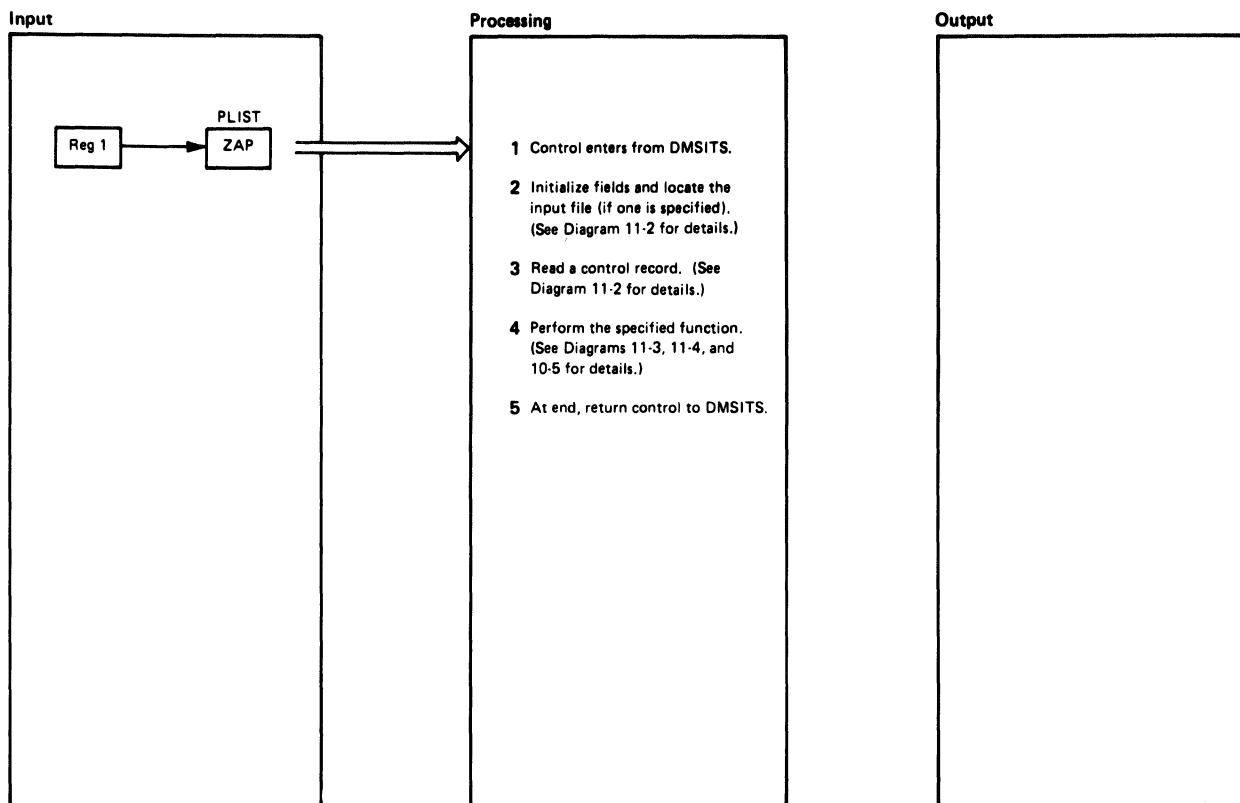 Input
Processing
Output
PLIST
Reg 1
ZAP
1 Control enters from DMSITS.
2 Initialize fields and locate the
input file (if one is specified).
(See Diagram 11-2 for details.)
3 Read a control record. (See
Diagram 11-2 for details.)
4 Perform the specified function.
(See Diagrams 11-3, 11-4, and
10-5 for details.)
5 At end, return control to DMSITS.